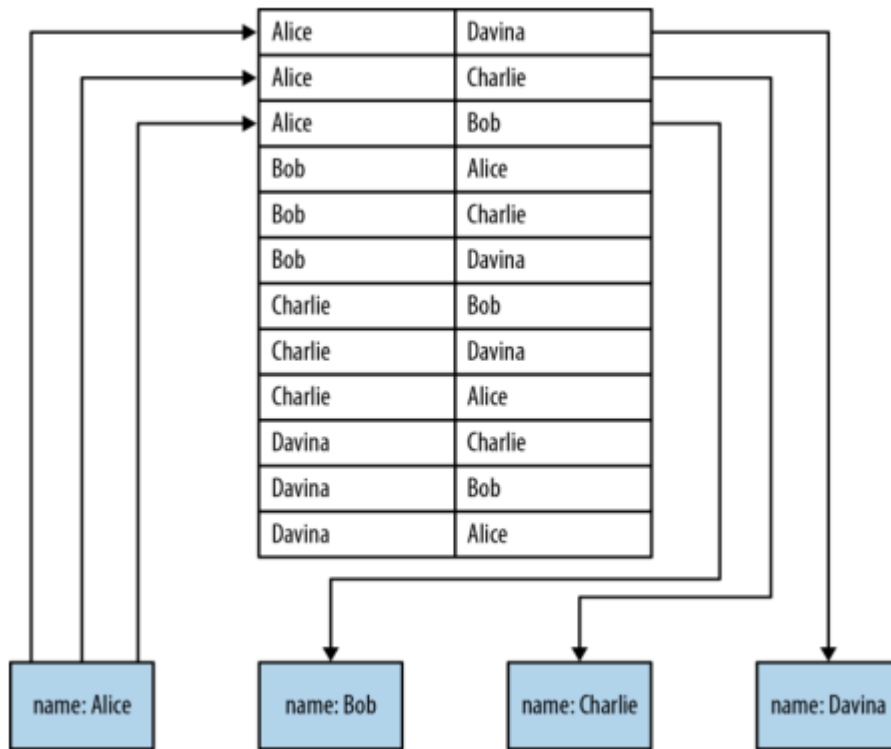 Alice Davina
Alice Charlie
Alice Bob
Bob Alice
Bob Charlie
Bob Davina
Charlie Bob
Charlie Davina
Charlie Alice
Davina Charlie
Davina Bob
Davina Alice
name: Alice name: Bob name: Charlie name: Davina